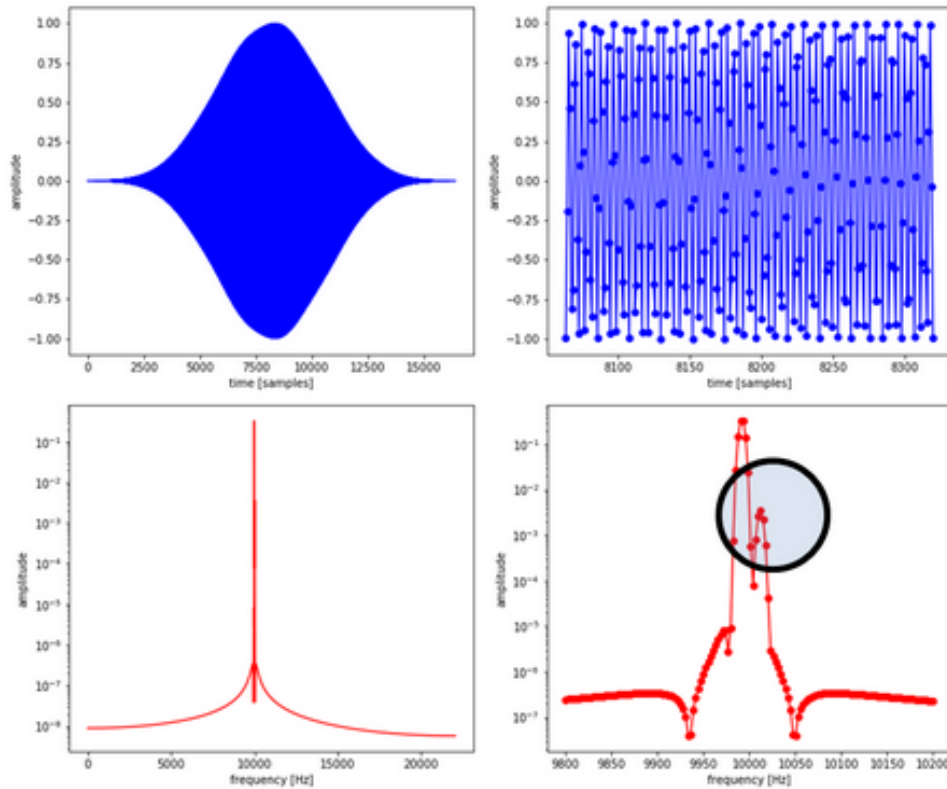 1.00
0.75
0.50
0.25
0.00
−0.25
−0.50
−0.75
−1.00
amplitude
0 2500 5000 7500 10000 12500 15000
time [samples]
1.00
0.75
0.50
0.25
0.00
−0.25
−0.50
−0.75
−1.00
amplitude
8100 8150 8200 8250 8300
time [samples]
10⁻¹
10⁻²
10⁻³
10⁻⁴
10⁻⁵
10⁻⁶
10⁻⁷
10⁻⁸
amplitude
0 5000 10000 15000 20000
frequency [Hz]
10⁻¹
10⁻²
10⁻³
10⁻⁴
10⁻⁵
10⁻⁶
10⁻⁷
amplitude
9800 9850 9900 9950 10000 10050 10100 10150 10200
frequency [Hz]